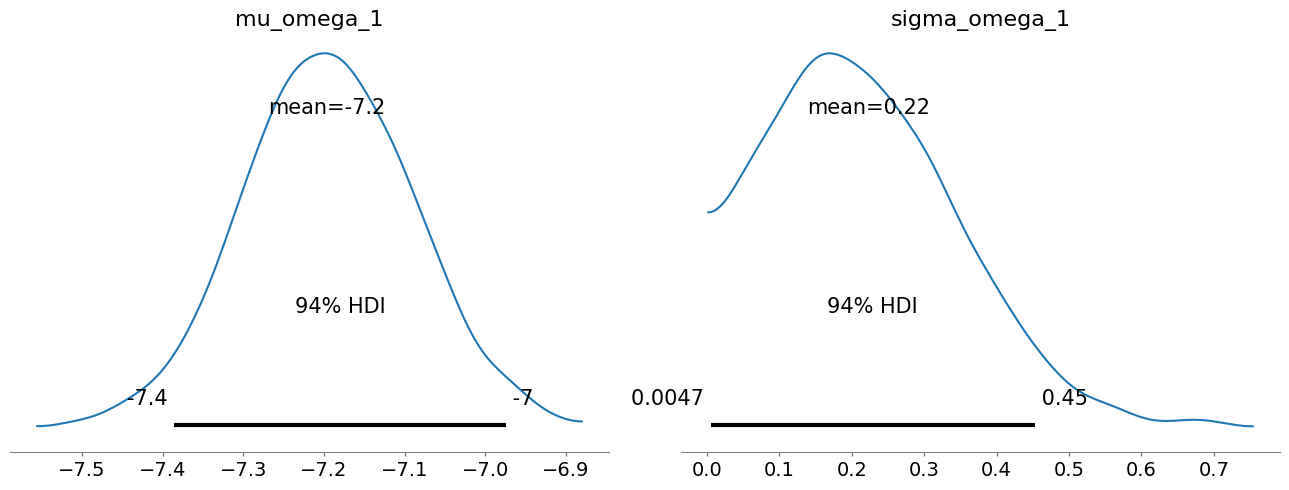 mu_omega_1
mean=-7.2
94% HDI
-7.4
-7
−7.5 −7.4 −7.3 −7.2 −7.1 −7.0 −6.9
sigma_omega_1
mean=0.22
94% HDI
0.0047
0.45
0.0 0.1 0.2 0.3 0.4 0.5 0.6 0.7